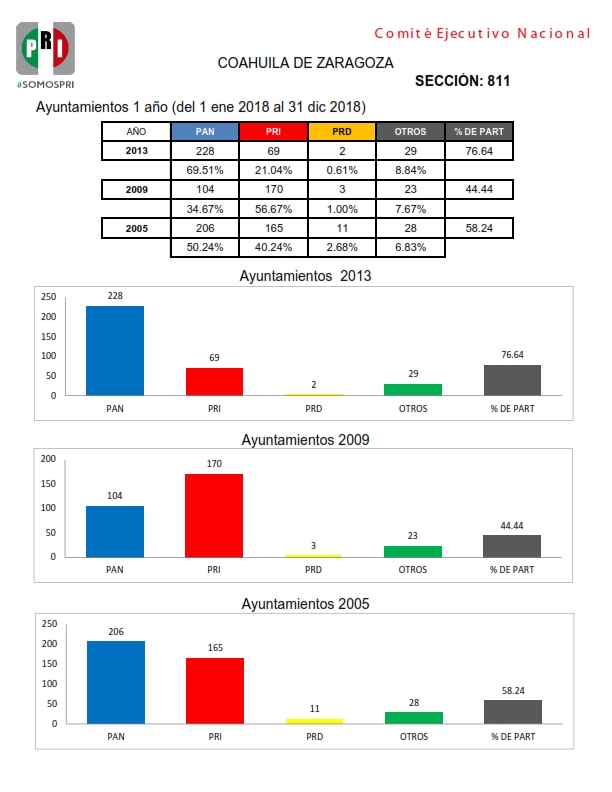 Comité Ejecutivo Nacional
PRI
#SOMOSPRI
COAHUILA DE ZARAGOZA
SECCIÓN: 811
Ayuntamientos 1 año (del 1 ene 2018 al 31 dic 2018)
AÑO PAN PRI PRD OTROS % DE PART
2013 228 69 2 29 76.64
69.51% 21.04% 0.61% 8.84%
2009 104 170 3 23 44.44
34.67% 56.67% 1.00% 7.67%
2005 206 165 11 28 58.24
50.24% 40.24% 2.68% 6.83%
Ayuntamientos 2013
250
200
150
100
50
0
228
69
2
29
76.64
PAN PRI PRD OTROS % DE PART
Ayuntamientos 2009
200
150
100
50
0
104
170
3
23
44.44
PAN PRI PRD OTROS % DE PART
Ayuntamientos 2005
250
200
150
100
50
0
206
165
11
28
58.24
PAN PRI PRD OTROS % DE PART